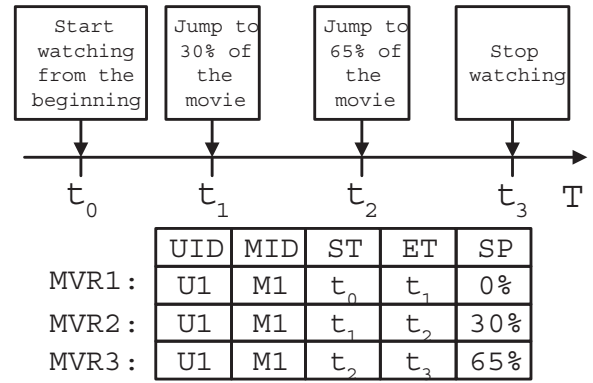 Start
watching
from the
beginning
Jump to
30% of
the
movie
Jump to
65% of
the
movie
Stop
watching
t0 t1 t2 t3 T
UID MID ST ET SP
MVR1: U1 M1 t0 t1 0%
MVR2: U1 M1 t1 t2 30%
MVR3: U1 M1 t2 t3 65%